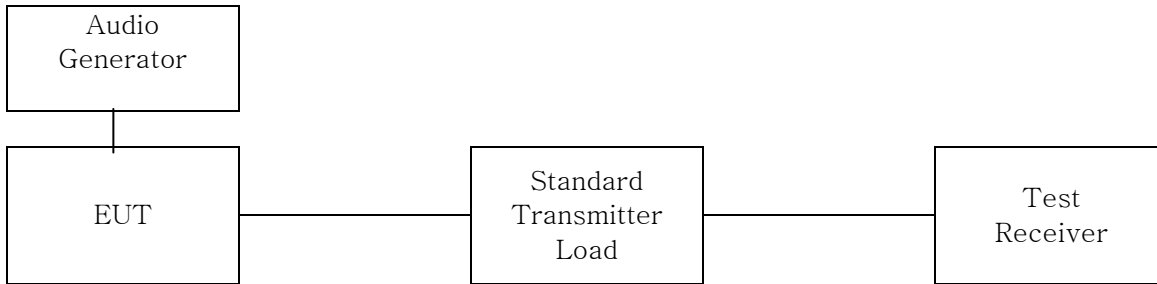 Audio
Generator
EUT
Standard
Transmitter
Load
Test
Receiver